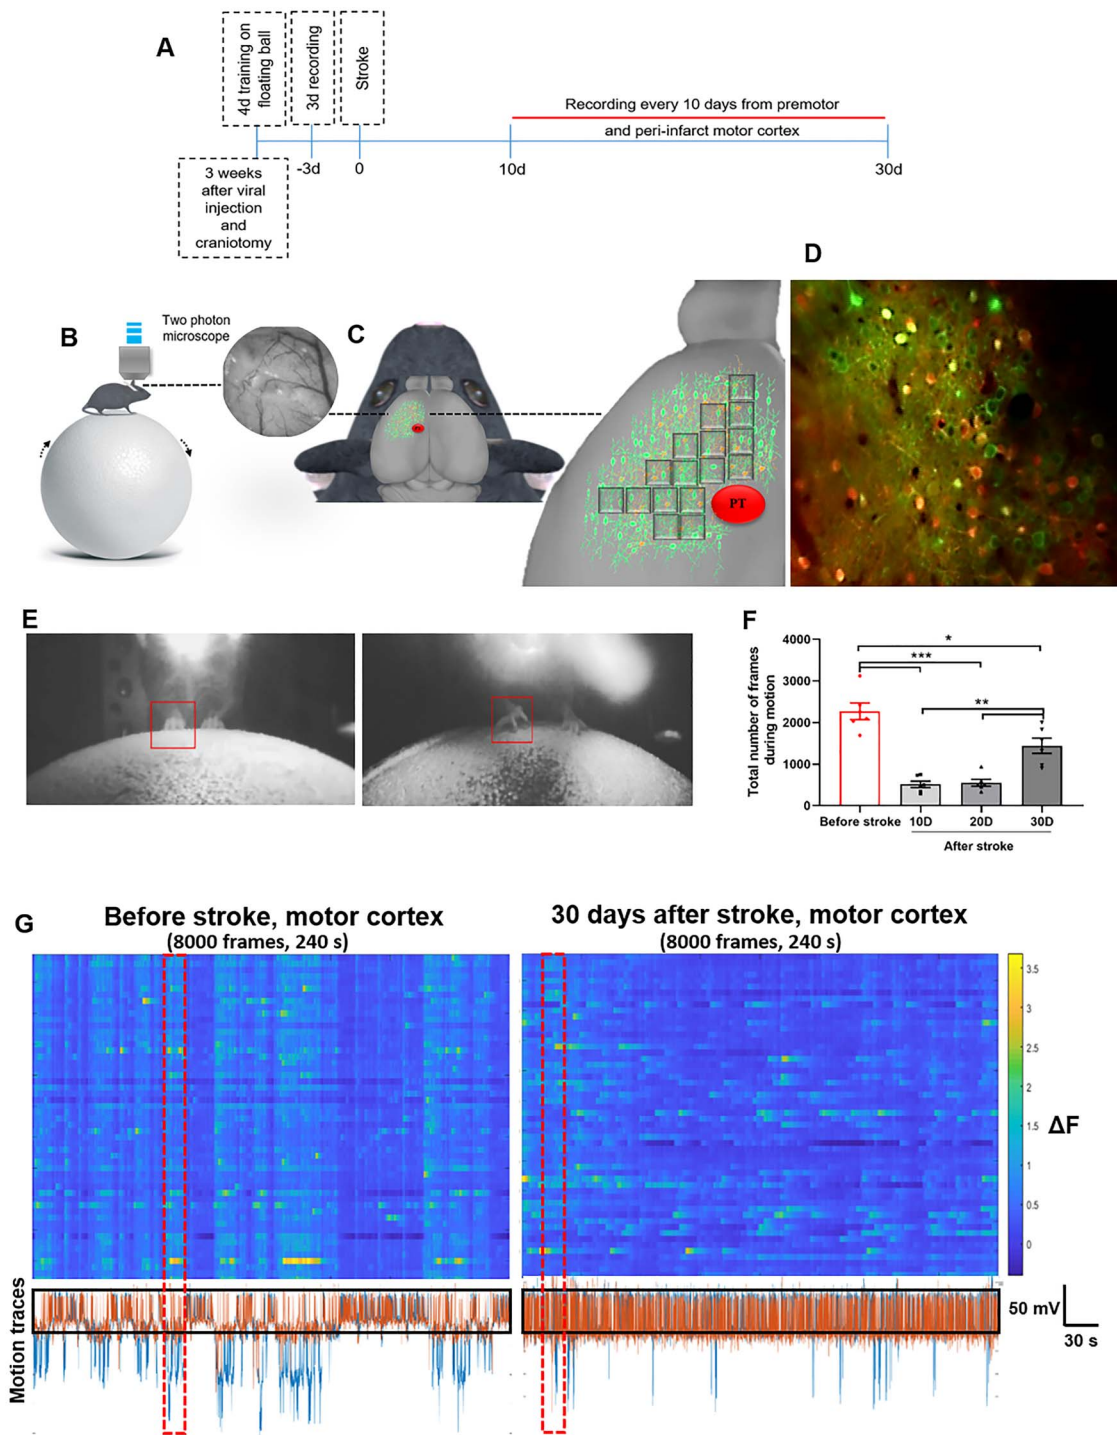 A
4d training on
floating ball
3d recording
Stroke
Recording every 10 days from premotor
and peri-infarct motor cortex
-3d
0
10d
30d
3 weeks
after viral
injection
and
craniotomy
B
Two photon
microscope
C
PT
D
E
F
Total number of frames
during motion
4000
3000
2000
1000
0
*
***
**
Before stroke
10D
20D
30D
After stroke
G
Before stroke, motor cortex
(8000 frames, 240 s)
30 days after stroke, motor cortex
(8000 frames, 240 s)
3.5
3
2.5
2
1.5
1
0.5
0
ΔF
Motion traces
50 mV
30 s